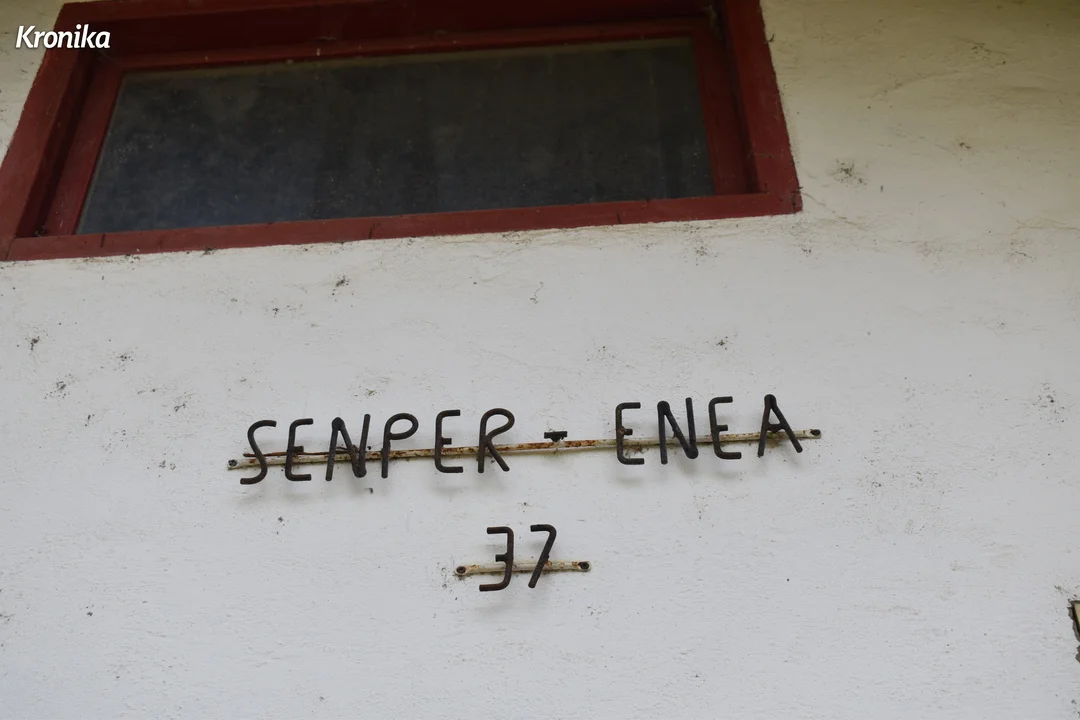 Kronika
SENPER - ENEA
37